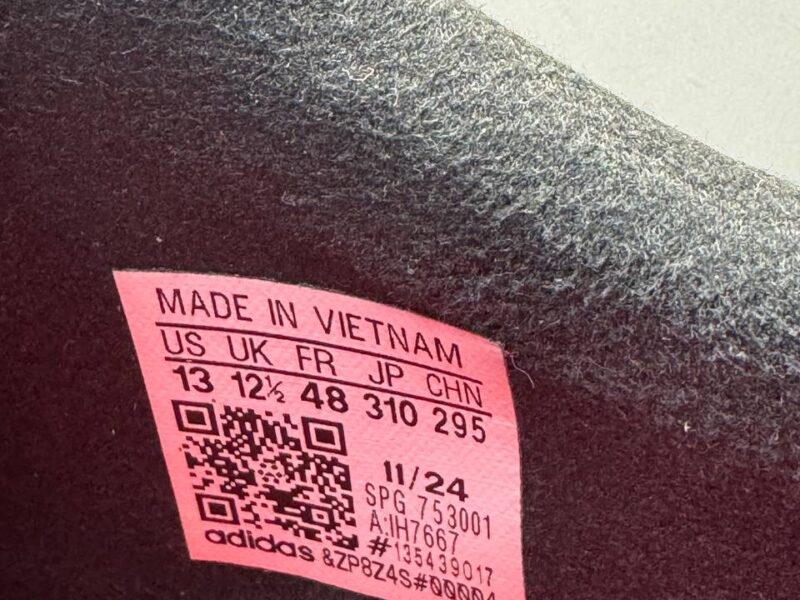 MADE IN VIETNAM
US UK FR JP CHN
13 12½ 48 310 295
11/24
SPG 753001
A:IH7667
#135439017
adidas &ZP8Z4S#00004